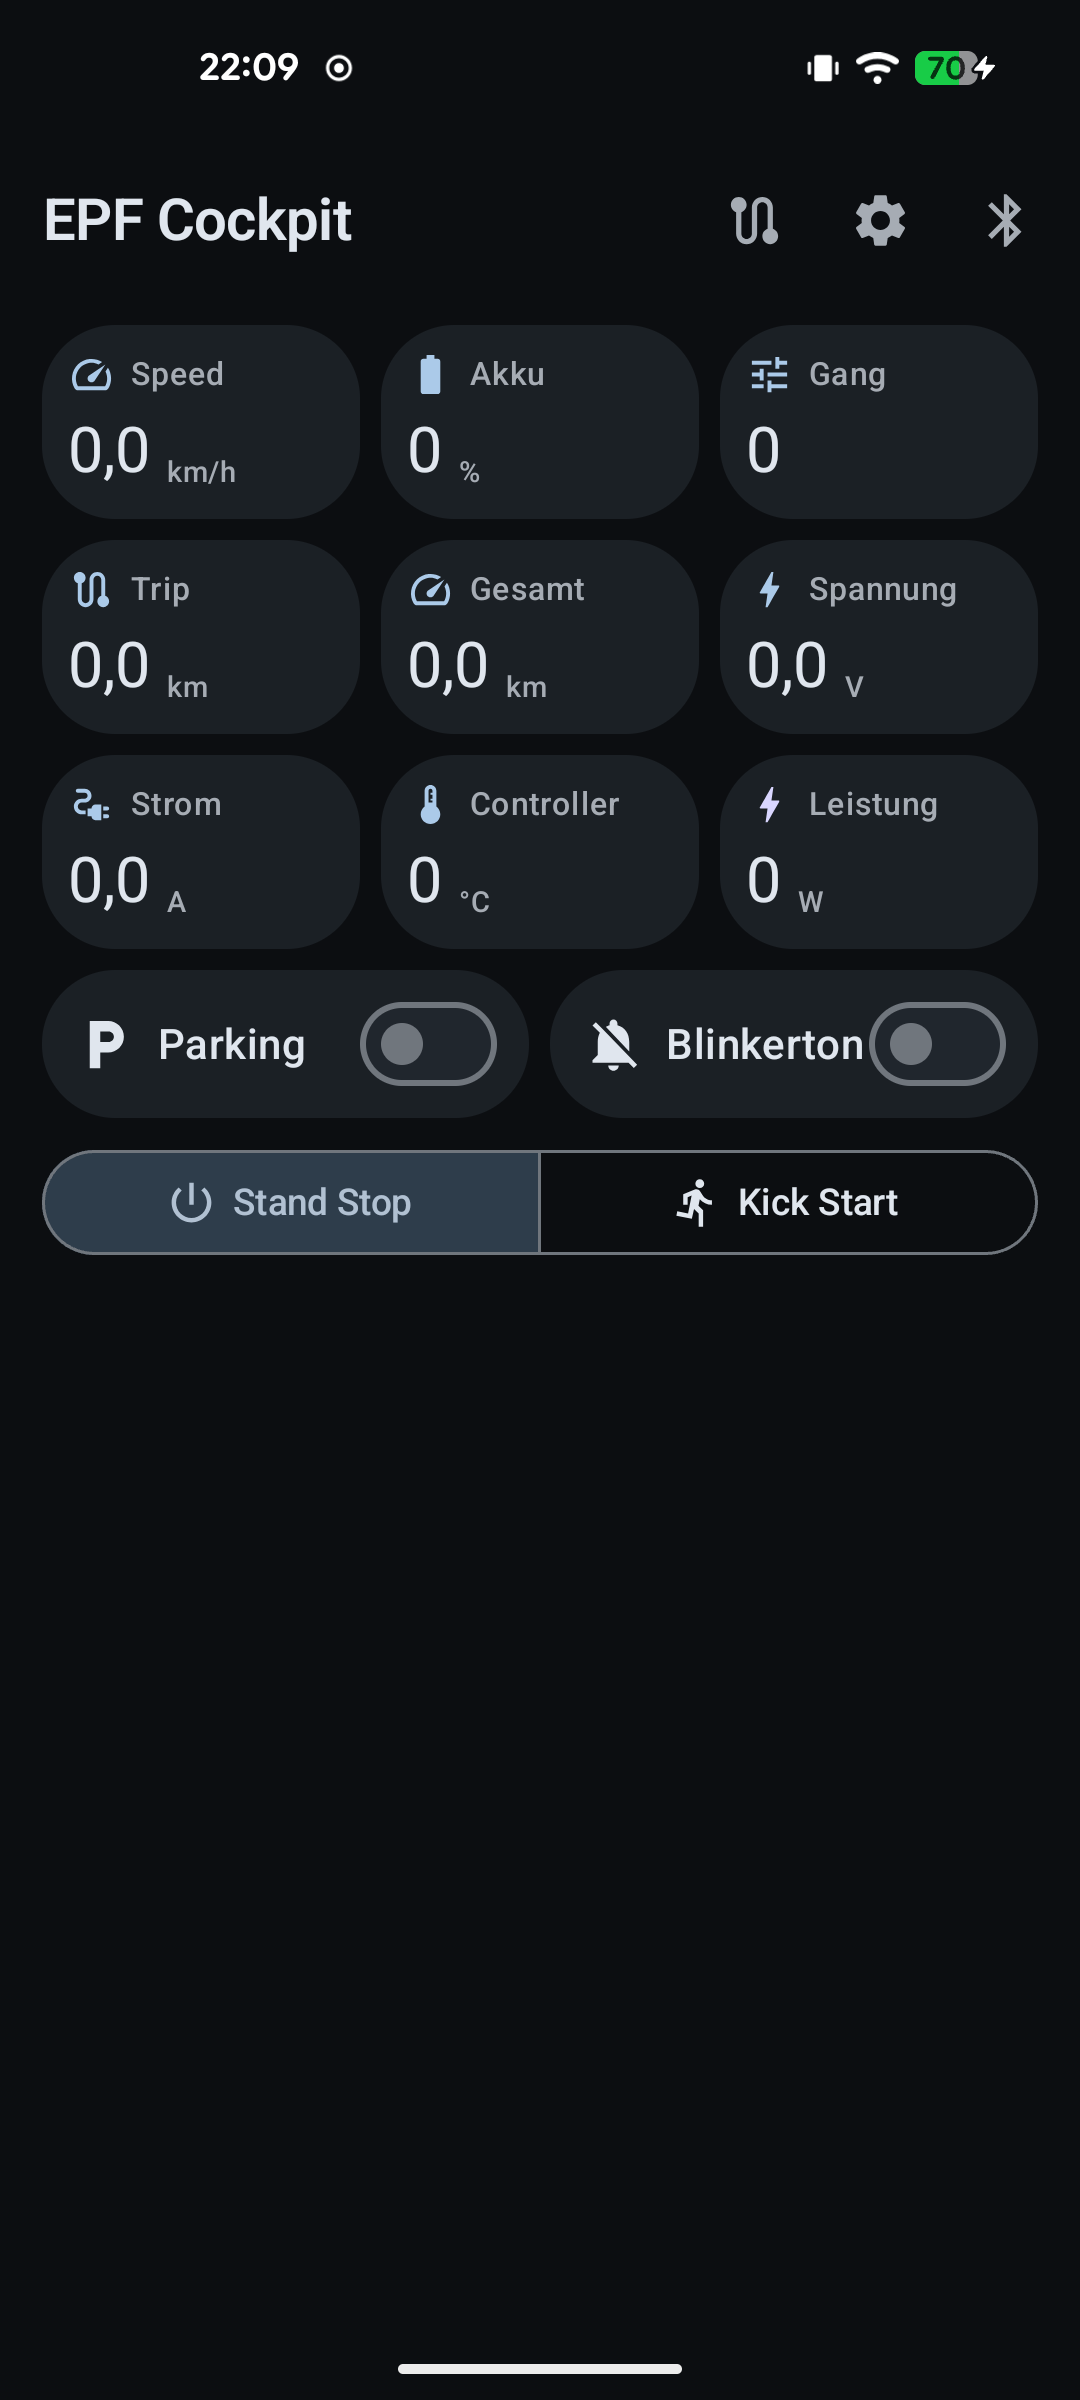 22:09
70
EPF Cockpit
Speed
0,0 km/h
Akku
0 %
Gang
0
Trip
0,0 km
Gesamt
0,0 km
Spannung
0,0 V
Strom
0,0 A
Controller
0 °C
Leistung
0 W
P Parking
Blinkerton
Stand Stop
Kick Start